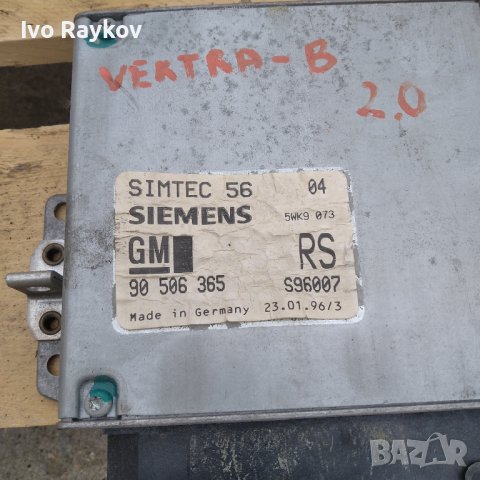 Ivo Raykov
VEKTRA-B
2.0
SIMTEC 56 04
SIEMENS 5WK9 073
GM RS
90 506 365 S96007
Made in Germany 23.01.96/3
BAZAR